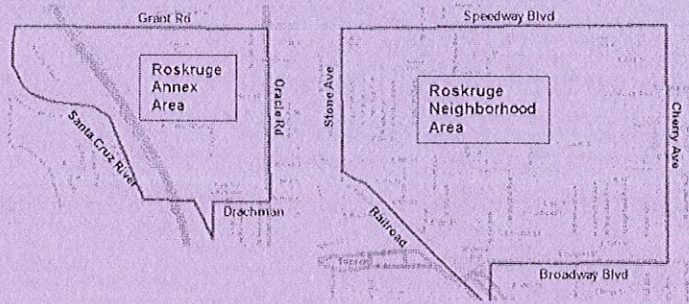 Grant Rd
Roskruge
Annex
Area
Oracle Rd
Santa Cruz River
Drachman
Speedway Blvd
Stone Ave
Roskruge
Neighborhood
Area
Cherry Ave
Railroad
Broadway Blvd